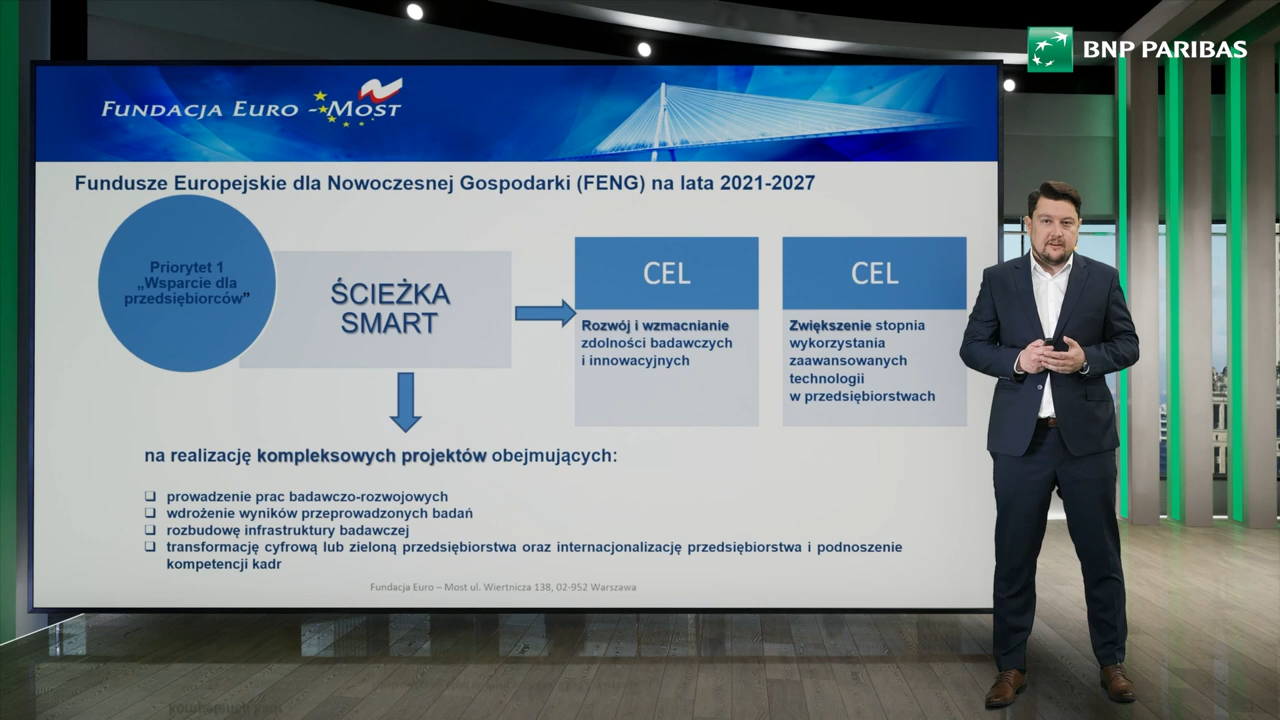 BNP PARIBAS
FUNDACJA EURO - MOST
Fundusze Europejskie dla Nowoczesnej Gospodarki (FENG) na lata 2021-2027
Priorytet 1
„Wsparcie dla
przedsiębiorców”
ŚCIEŻKA
SMART
CEL
Rozwój i wzmacnianie
zdolności badawczych
i innowacyjnych
CEL
Zwiększenie stopnia
wykorzystania
zaawansowanych
technologii
w przedsiębiorstwach
na realizację kompleksowych projektów obejmujących:
❑ prowadzenie prac badawczo-rozwojowych
❑ wdrożenie wyników przeprowadzonych badań
❑ rozbudowę infrastruktury badawczej
❑ transformację cyfrową lub zieloną przedsiębiorstwa oraz internacjonalizację przedsiębiorstwa i podnoszenie
kompetencji kadr
Fundacja Euro – Most ul. Wiertnicza 138, 02-952 Warszawa